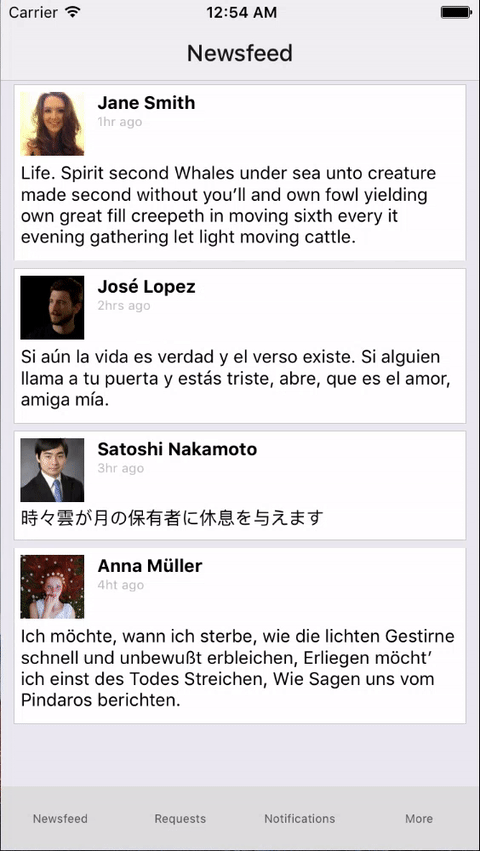 Carrier 12:54 AM
Newsfeed
Jane Smith
1hr ago
Life. Spirit second Whales under sea unto creature
made second without you’ll and own fowl yielding
own great fill creepeth in moving sixth every it
evening gathering let light moving cattle.
José Lopez
2hrs ago
Si aún la vida es verdad y el verso existe. Si alguien
llama a tu puerta y estás triste, abre, que es el amor,
amiga mía.
Satoshi Nakamoto
3hr ago
時々雲が月の保有者に休息を与えます
Anna Müller
4ht ago
Ich möchte, wann ich sterbe, wie die lichten Gestirne
schnell und unbewußt erbleichen, Erliegen möcht’
ich einst des Todes Streichen, Wie Sagen uns vom
Pindaros berichten.
Newsfeed Requests Notifications More